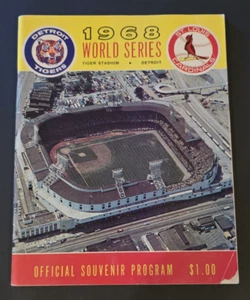 DETROIT
TIGERS
1968
WORLD SERIES
TIGER STADIUM • DETROIT
ST. LOUIS
CARDINALS
OFFICIAL SOUVENIR PROGRAM $1.00